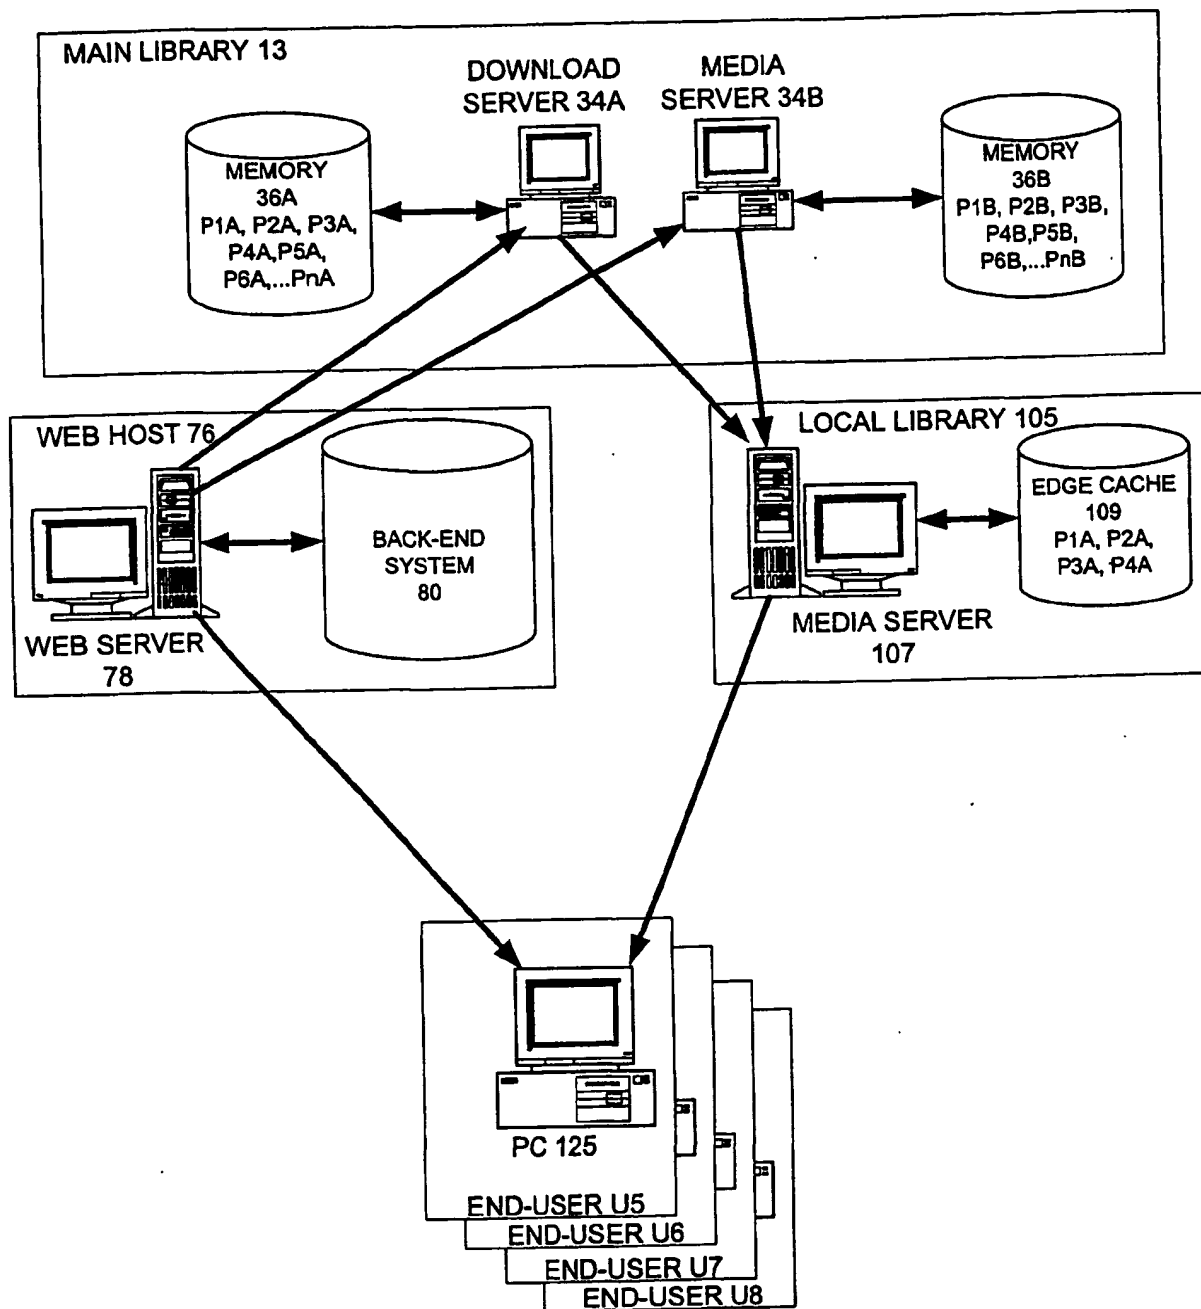 MAIN LIBRARY 13
DOWNLOAD
SERVER 34A
MEDIA
SERVER 34B
MEMORY
36A
P1A, P2A, P3A,
P4A,P5A,
P6A,...PnA
MEMORY
36B
P1B, P2B, P3B,
P4B,P5B,
P6B,...PnB
WEB HOST 76
BACK-END
SYSTEM
80
WEB SERVER
78
LOCAL LIBRARY 105
EDGE CACHE
109
P1A, P2A,
P3A, P4A
MEDIA SERVER
107
PC 125
END-USER U5
END-USER U6
END-USER U7
END-USER U8